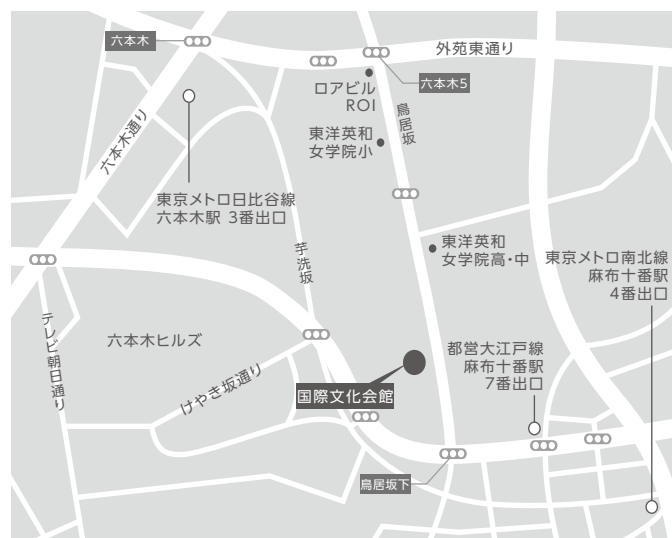 六本木
外苑東通り
六本木5
ロアビル
ROI
鳥居坂
六本木通り
東洋英和
女学院小
東京メトロ日比谷線
六本木駅 3番出口
芋洗坂
東洋英和
女学院高・中
東京メトロ南北線
麻布十番駅
4番出口
テレビ朝日通り
六本木ヒルズ
けやき坂通り
国際文化会館
都営大江戸線
麻布十番駅
7番出口
鳥居坂下